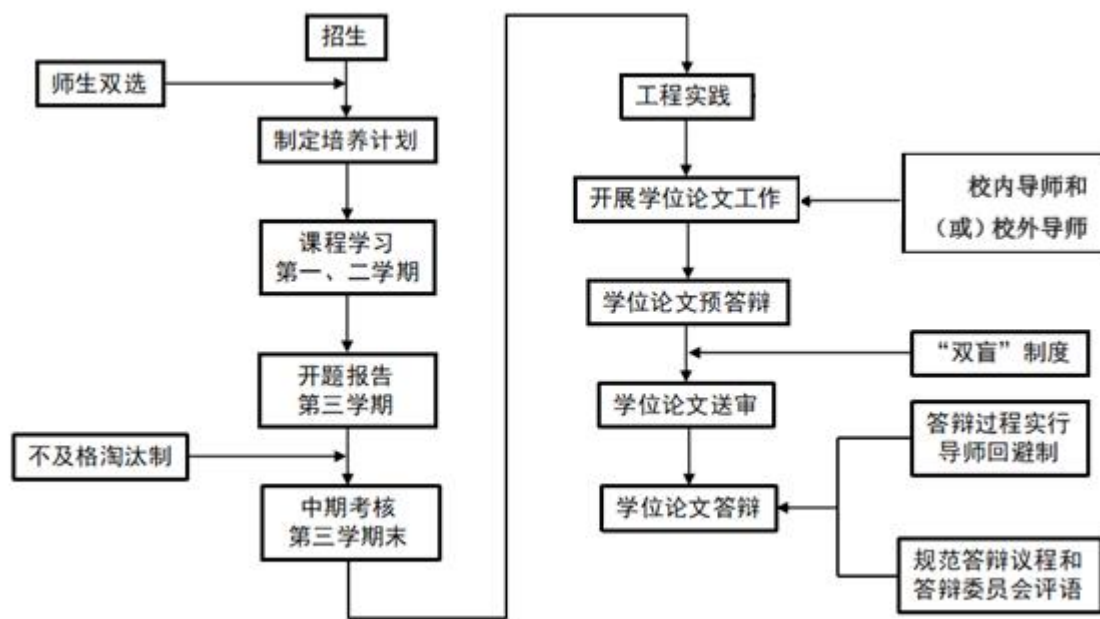 招生
师生双选
制定培养计划
课程学习
第一、二学期
开题报告
第三学期
不及格淘汰制
中期考核
第三学期末
工程实践
开展学位论文工作
校内导师和
（或）校外导师
学位论文预答辩
“双盲”制度
学位论文送审
答辩过程实行
导师回避制
学位论文答辩
规范答辩议程和
答辩委员会评语